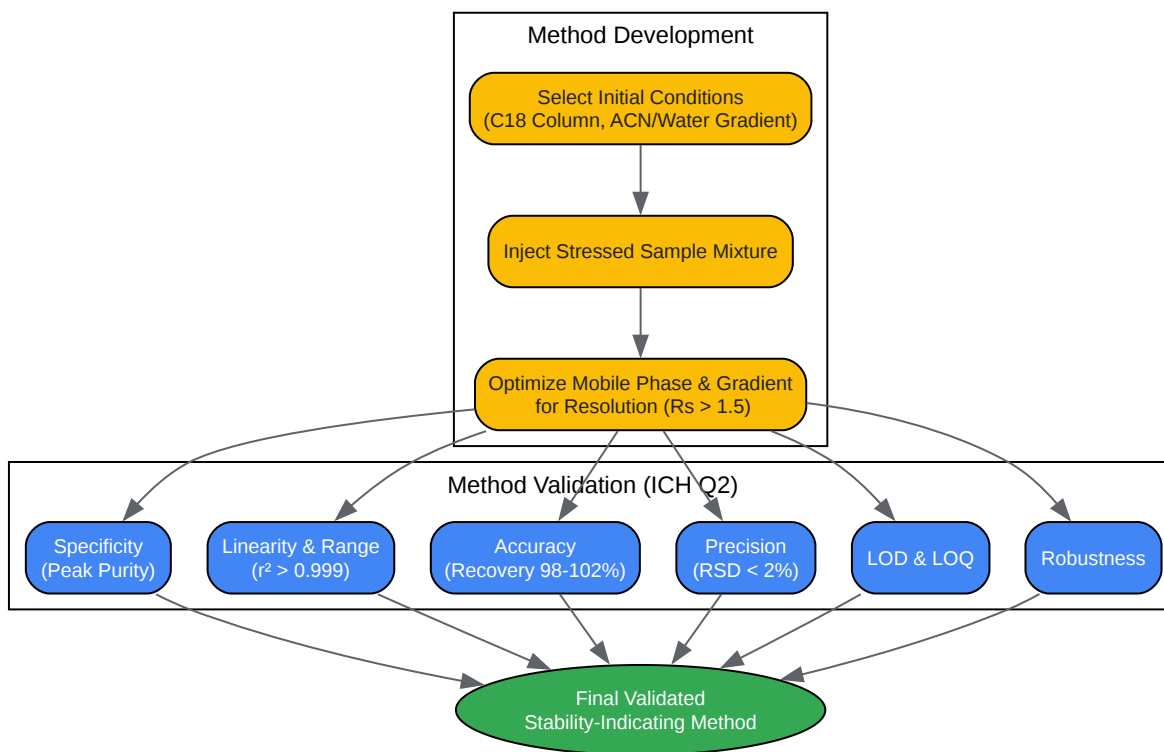 Method Development
Select Initial Conditions
(C18 Column, ACN/Water Gradient)
Inject Stressed Sample Mixture
Optimize Mobile Phase & Gradient
for Resolution (Rs > 1.5)
Method Validation (ICH Q2)
Specificity
(Peak Purity)
Linearity & Range
(r² > 0.999)
Accuracy
(Recovery 98-102%)
Precision
(RSD < 2%)
LOD & LOQ
Robustness
Final Validated
Stability-Indicating Method